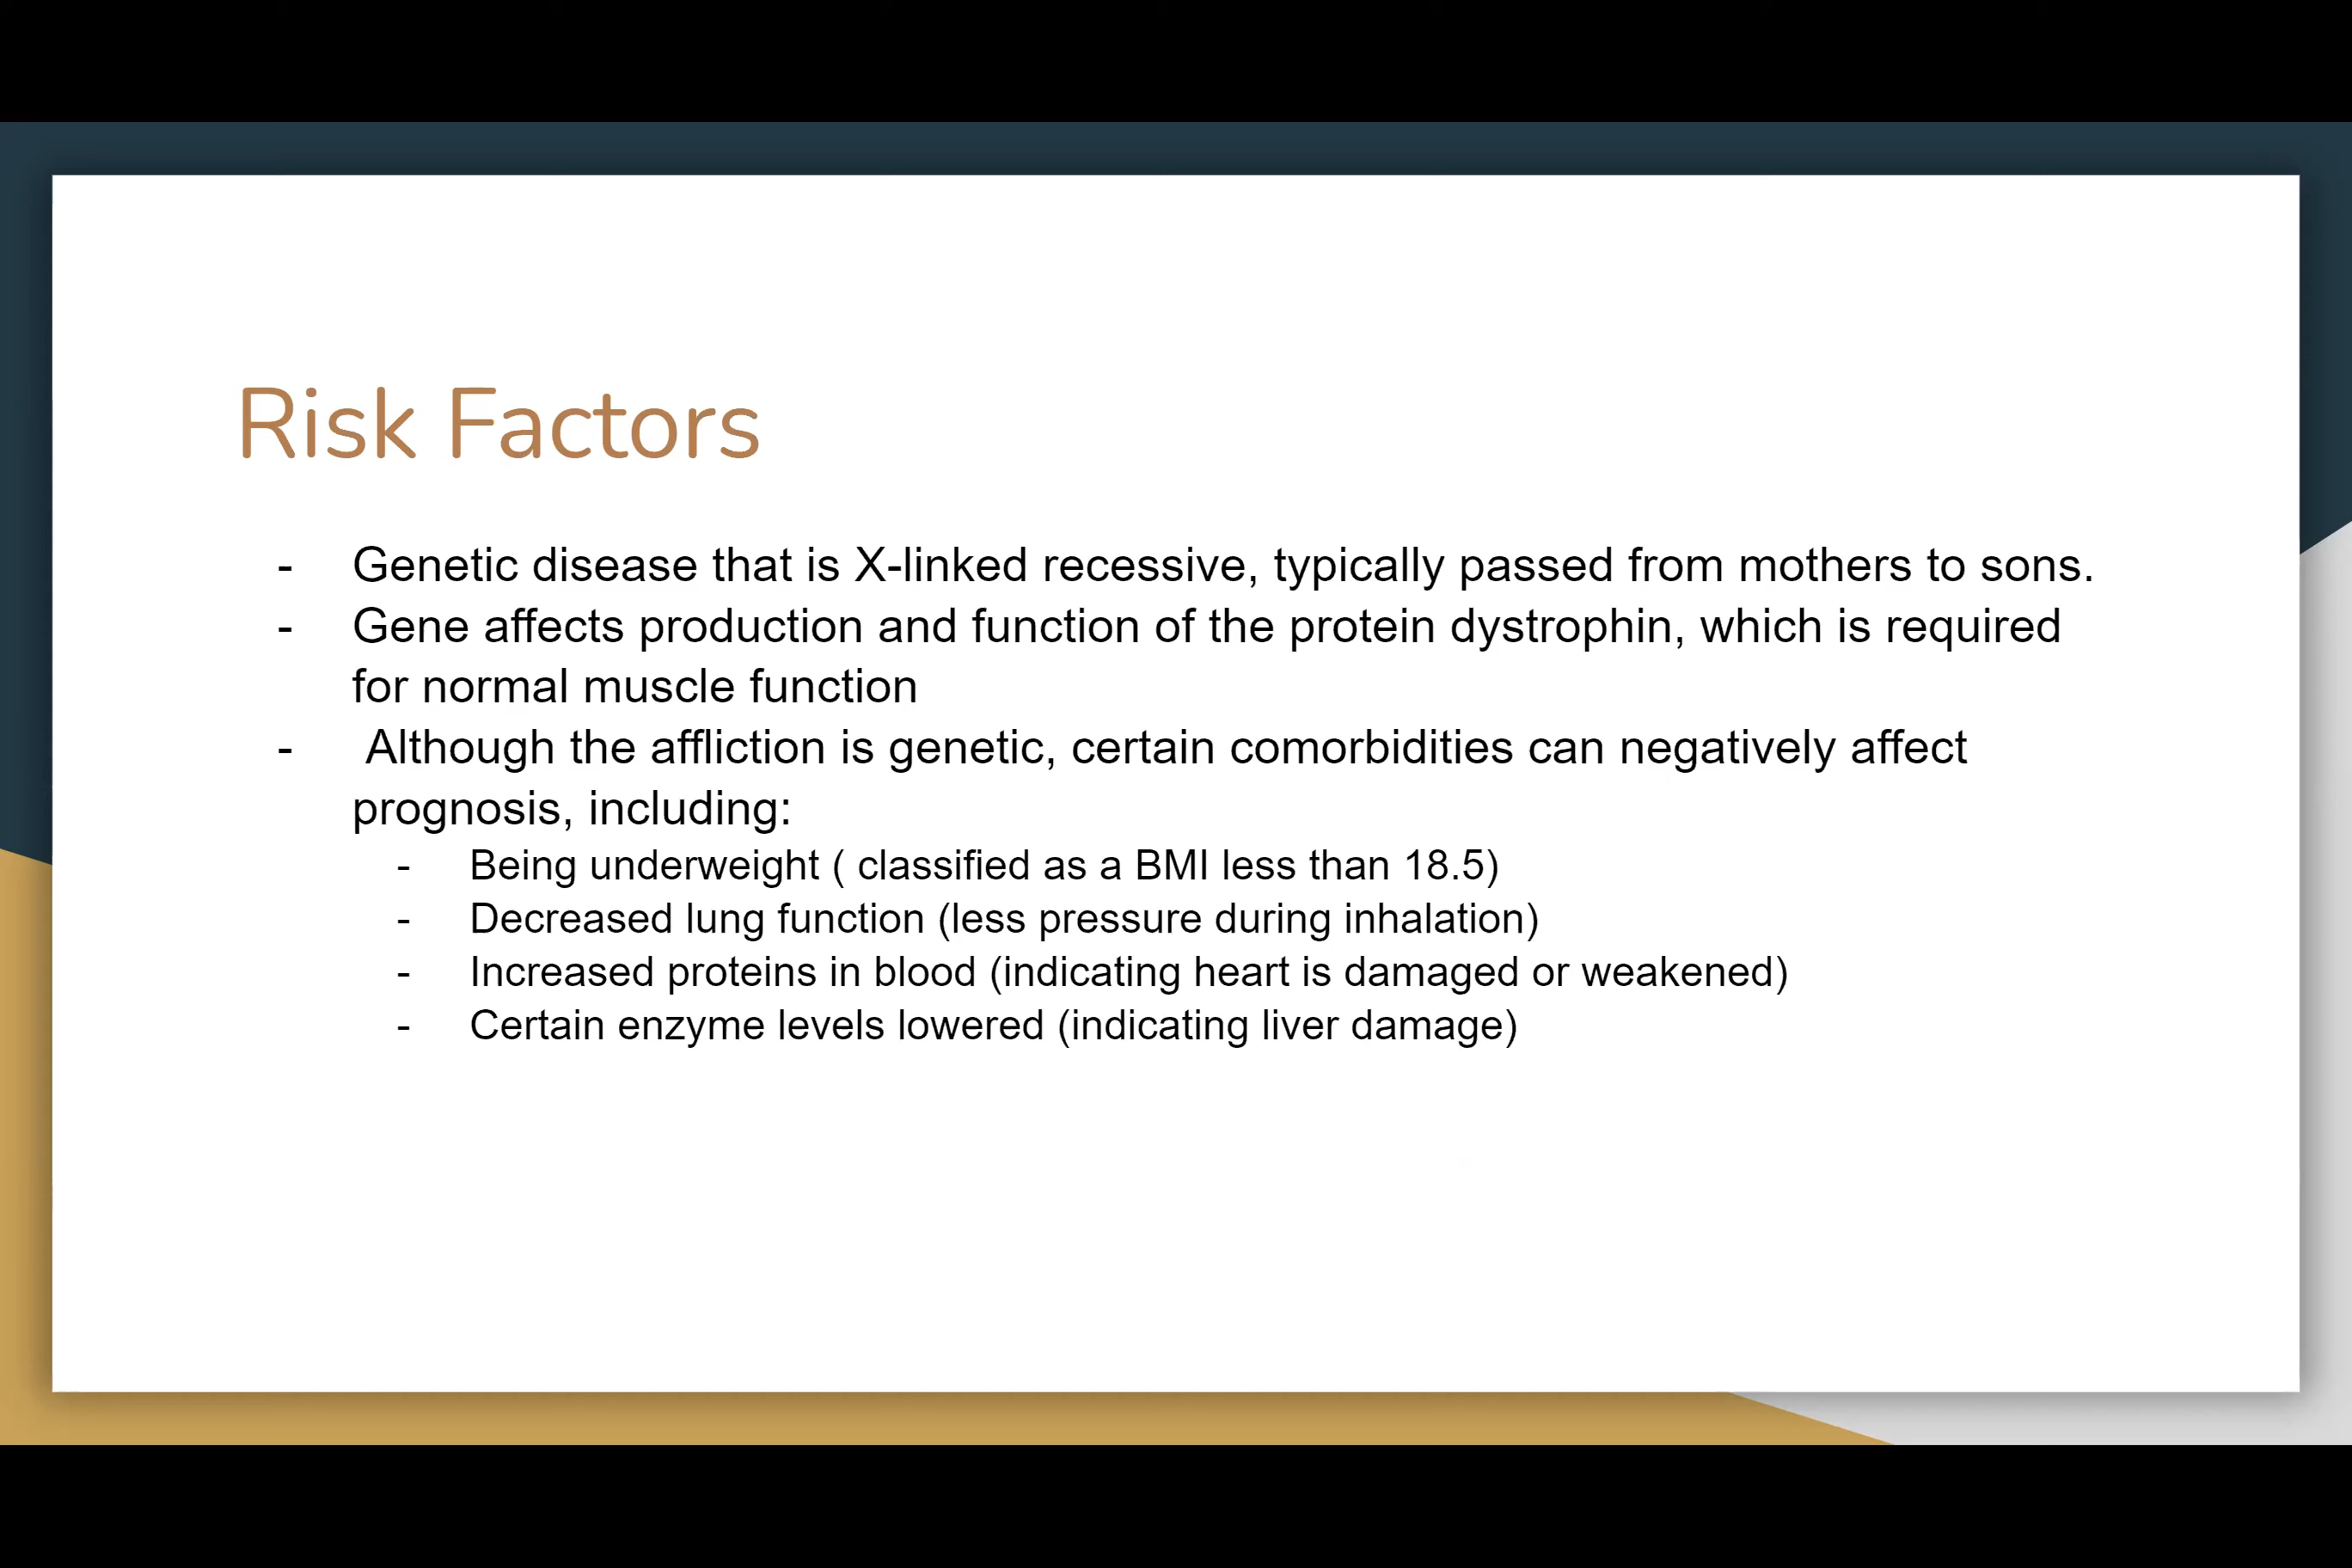 Risk Factors
- Genetic disease that is X-linked recessive, typically passed from mothers to sons.
- Gene affects production and function of the protein dystrophin, which is required
for normal muscle function
- Although the affliction is genetic, certain comorbidities can negatively affect
prognosis, including:
- Being underweight ( classified as a BMI less than 18.5)
- Decreased lung function (less pressure during inhalation)
- Increased proteins in blood (indicating heart is damaged or weakened)
- Certain enzyme levels lowered (indicating liver damage)